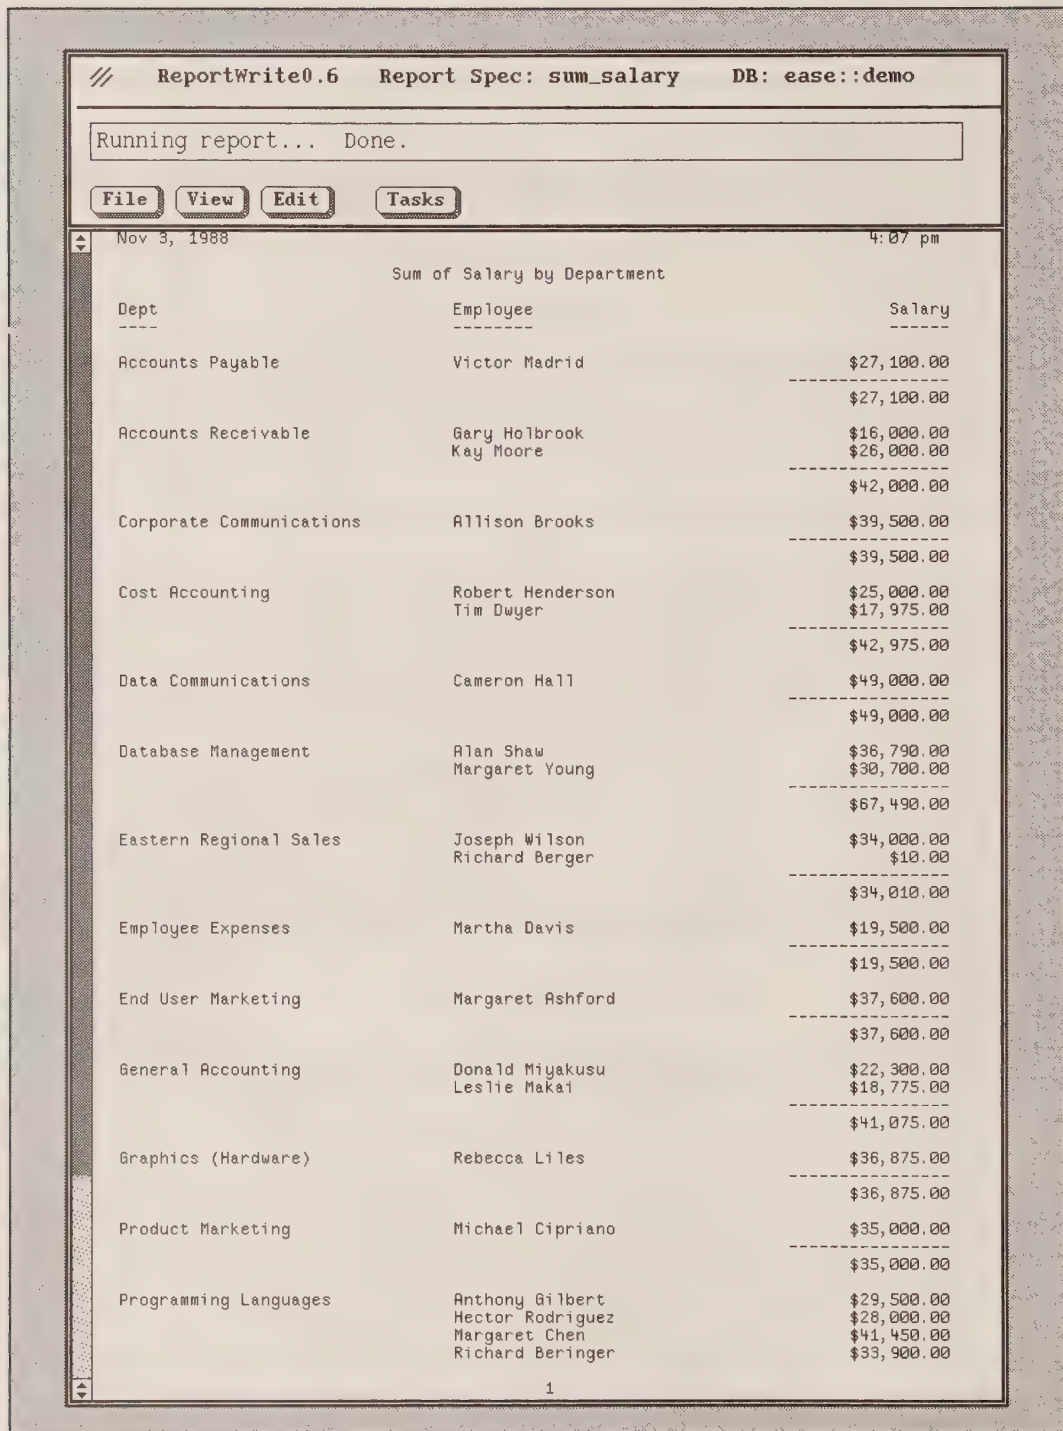 ReportWrite0.6 Report Spec: sum_salary DB: ease::demo
Running report... Done.
File View Edit Tasks
Nov 3, 1988 4:07 pm
Sum of Salary by Department
Dept Employee Salary
---- -------- ------
Accounts Payable Victor Madrid $27,100.00
----------------
$27,100.00
Accounts Receivable Gary Holbrook $16,000.00
Kay Moore $26,000.00
----------------
$42,000.00
Corporate Communications Allison Brooks $39,500.00
----------------
$39,500.00
Cost Accounting Robert Henderson $25,000.00
Tim Dwyer $17,975.00
----------------
$42,975.00
Data Communications Cameron Hall $49,000.00
----------------
$49,000.00
Database Management Alan Shaw $36,790.00
Margaret Young $30,700.00
----------------
$67,490.00
Eastern Regional Sales Joseph Wilson $34,000.00
Richard Berger $10.00
----------------
$34,010.00
Employee Expenses Martha Davis $19,500.00
----------------
$19,500.00
End User Marketing Margaret Ashford $37,600.00
----------------
$37,600.00
General Accounting Donald Miyakusu $22,300.00
Leslie Makai $18,775.00
----------------
$41,075.00
Graphics (Hardware) Rebecca Liles $36,875.00
----------------
$36,875.00
Product Marketing Michael Cipriano $35,000.00
----------------
$35,000.00
Programming Languages Anthony Gilbert $29,500.00
Hector Rodriguez $28,000.00
Margaret Chen $41,450.00
Richard Beringer $33,900.00
1